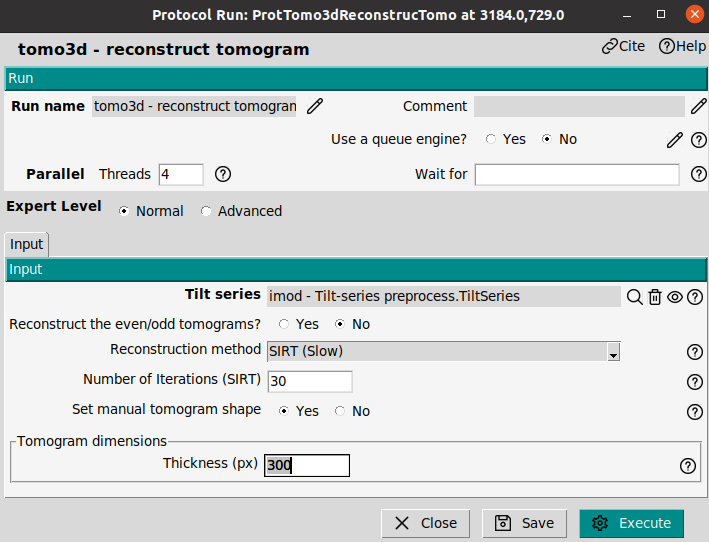 Protocol Run: ProtTomo3dReconstrucTomo at 3184.0,729.0
tomo3d - reconstruct tomogram Cite Help
Run
Run name tomo3d - reconstruct tomogran Comment
Use a queue engine? Yes No
Parallel Threads 4 Wait for
Expert Level Normal Advanced
Input
Input
Tilt series imod - Tilt-series preprocess.TiltSeries
Reconstruct the even/odd tomograms? Yes No
Reconstruction method SIRT (Slow)
Number of Iterations (SIRT) 30
Set manual tomogram shape Yes No
Tomogram dimensions
Thickness (px) 300
Close Save Execute